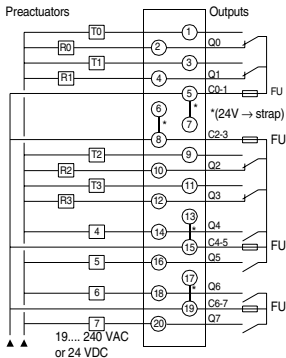 Preactuators Outputs
T0 1
R0 2 Q0
T1 3
R1 4 Q1
5 C0-1 FU
6 * 7 *(24V → strap)
8 C2-3 FU
T2 9
R2 10 Q2
T3 11
R3 12 Q3
13
4 14 * Q4
15 C4-5 FU
5 16 Q5
17
6 18 * Q6
19 C6-7 FU
7 20 Q7
19.... 240 VAC
or 24 VDC